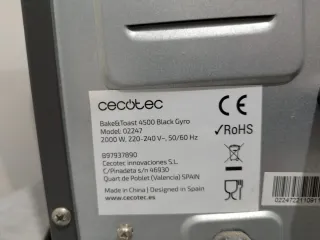 cecotec
Bake&Toast 4500 Black Gyro
Model: 02247
2000 W, 220-240 V~, 50/60 Hz
B97937890
Cecotec Innovaciones S.L.
C/Pinadeta s/n 46930
Quart de Poblet (Valencia) SPAIN
Made in China | Designed in Spain
www.cecotec.es
CE
✓RoHS